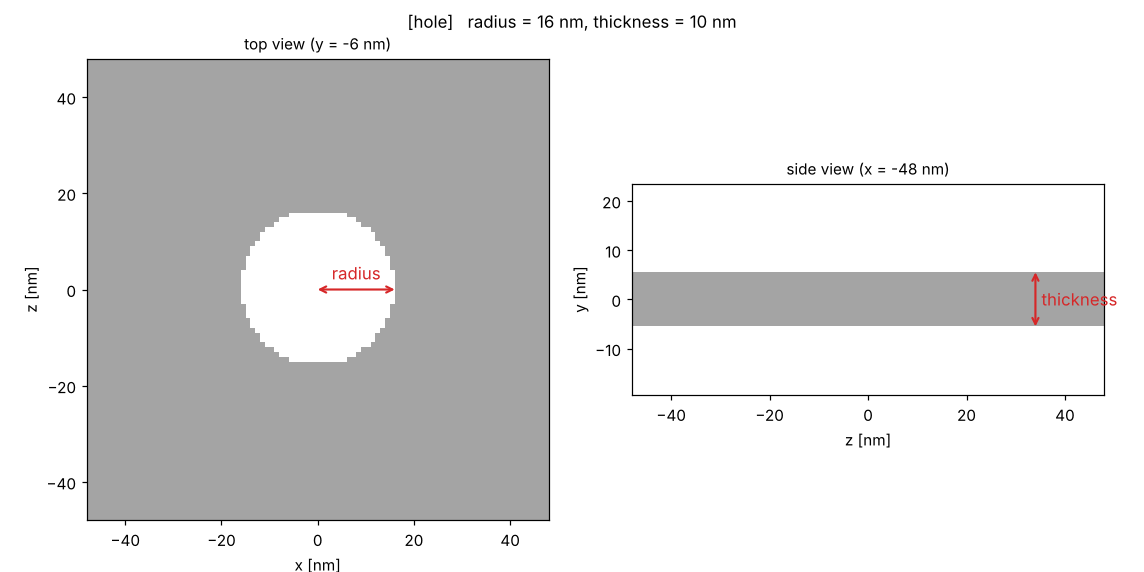 [hole]   radius = 16 nm, thickness = 10 nm
top view (y = -6 nm)
40
20
0
−20
−40
z [nm]
radius
−40
−20
0
20
40
x [nm]
side view (x = -48 nm)
20
10
0
−10
y [nm]
thickness
−40
−20
0
20
40
z [nm]